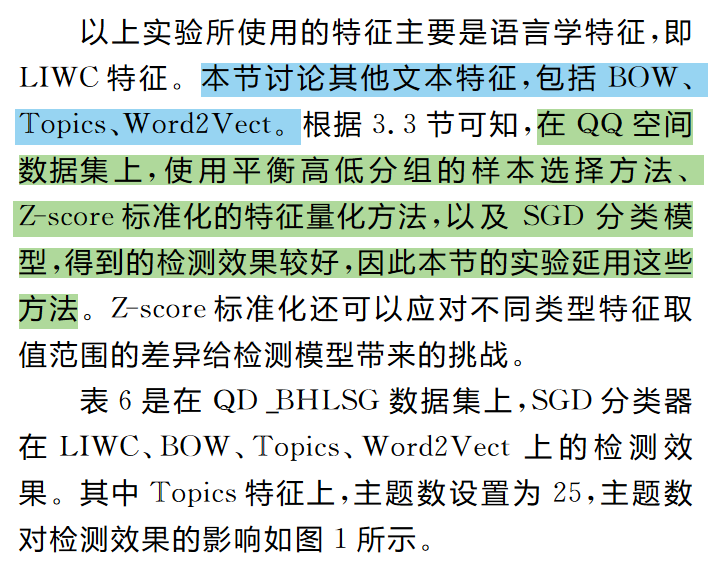 以上实验所使用的特征主要是语言学特征,即
LIWC 特征。本节讨论其他文本特征,包括 BOW、
Topics、Word2Vect。根据 3.3 节可知,在 QQ 空间
数据集上,使用平衡高低分组的样本选择方法、
Z-score 标准化的特征量化方法,以及 SGD 分类模
型,得到的检测效果较好,因此本节的实验延用这些
方法。Z-score 标准化还可以应对不同类型特征取
值范围的差异给检测模型带来的挑战。
表 6 是在 QD_BHLSG 数据集上,SGD 分类器
在 LIWC、BOW、Topics、Word2Vect 上的检测效
果。其中 Topics 特征上,主题数设置为 25,主题数
对检测效果的影响如图 1 所示。